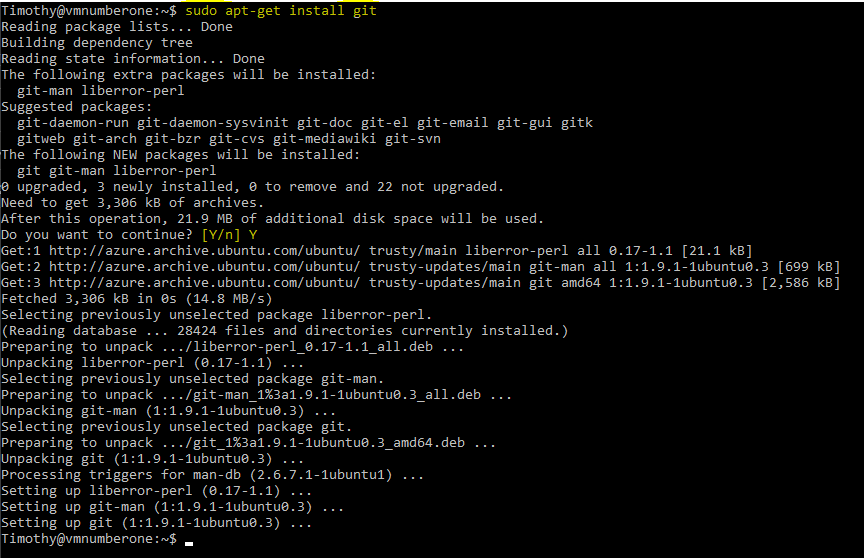 Timothy@vmnumberone:~$ sudo apt-get install git
Reading package lists... Done
Building dependency tree
Reading state information... Done
The following extra packages will be installed:
  git-man liberror-perl
Suggested packages:
  git-daemon-run git-daemon-sysvinit git-doc git-el git-email git-gui gitk
  gitweb git-arch git-bzr git-cvs git-mediawiki git-svn
The following NEW packages will be installed:
  git git-man liberror-perl
0 upgraded, 3 newly installed, 0 to remove and 22 not upgraded.
Need to get 3,306 kB of archives.
After this operation, 21.9 MB of additional disk space will be used.
Do you want to continue? [Y/n] Y
Get:1 http://azure.archive.ubuntu.com/ubuntu/ trusty/main liberror-perl all 0.17-1.1 [21.1 kB]
Get:2 http://azure.archive.ubuntu.com/ubuntu/ trusty-updates/main git-man all 1:1.9.1-1ubuntu0.3 [699 kB]
Get:3 http://azure.archive.ubuntu.com/ubuntu/ trusty-updates/main git amd64 1:1.9.1-1ubuntu0.3 [2,586 kB]
Fetched 3,306 kB in 0s (14.8 MB/s)
Selecting previously unselected package liberror-perl.
(Reading database ... 28424 files and directories currently installed.)
Preparing to unpack .../liberror-perl_0.17-1.1_all.deb ...
Unpacking liberror-perl (0.17-1.1) ...
Selecting previously unselected package git-man.
Preparing to unpack .../git-man_1%3a1.9.1-1ubuntu0.3_all.deb ...
Unpacking git-man (1:1.9.1-1ubuntu0.3) ...
Selecting previously unselected package git.
Preparing to unpack .../git_1%3a1.9.1-1ubuntu0.3_amd64.deb ...
Unpacking git (1:1.9.1-1ubuntu0.3) ...
Processing triggers for man-db (2.6.7.1-1ubuntu1) ...
Setting up liberror-perl (0.17-1.1) ...
Setting up git-man (1:1.9.1-1ubuntu0.3) ...
Setting up git (1:1.9.1-1ubuntu0.3) ...
Timothy@vmnumberone:~$